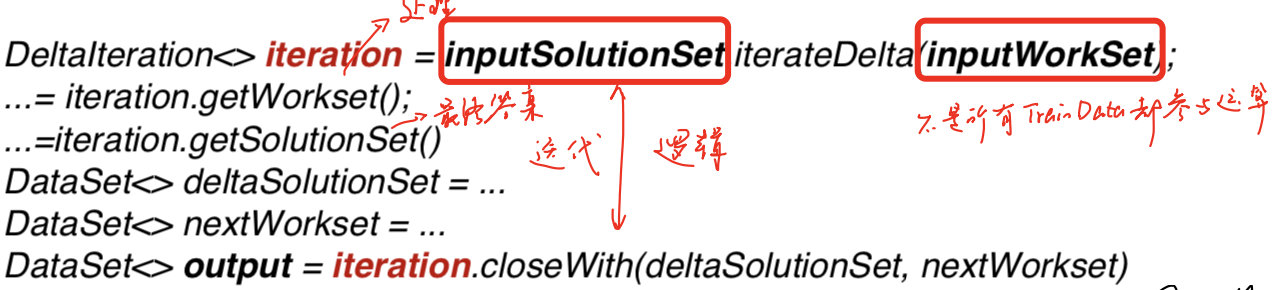 DeltaIteration<> iteration = inputSolutionSet.iterateDelta(inputWorkSet);
...= iteration.getWorkset();
最终答案
不是所有TrainData都参与运算
...=iteration.getSolutionSet()
迭代 逻辑
DataSet<> deltaSolutionSet = ...
DataSet<> nextWorkset = ...
DataSet<> output = iteration.closeWith(deltaSolutionSet, nextWorkset)